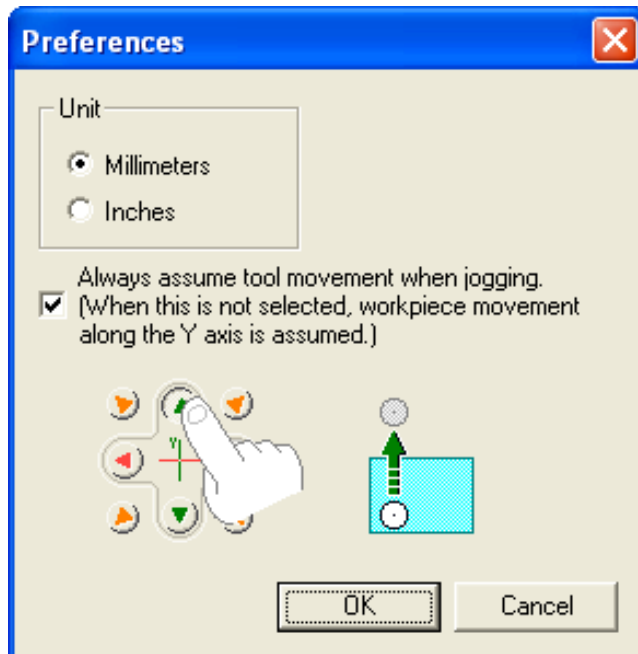 Preferences
Unit
Millimeters
Inches
Always assume tool movement when jogging.
(When this is not selected, workpiece movement
along the Y axis is assumed.)
Y
OK
Cancel